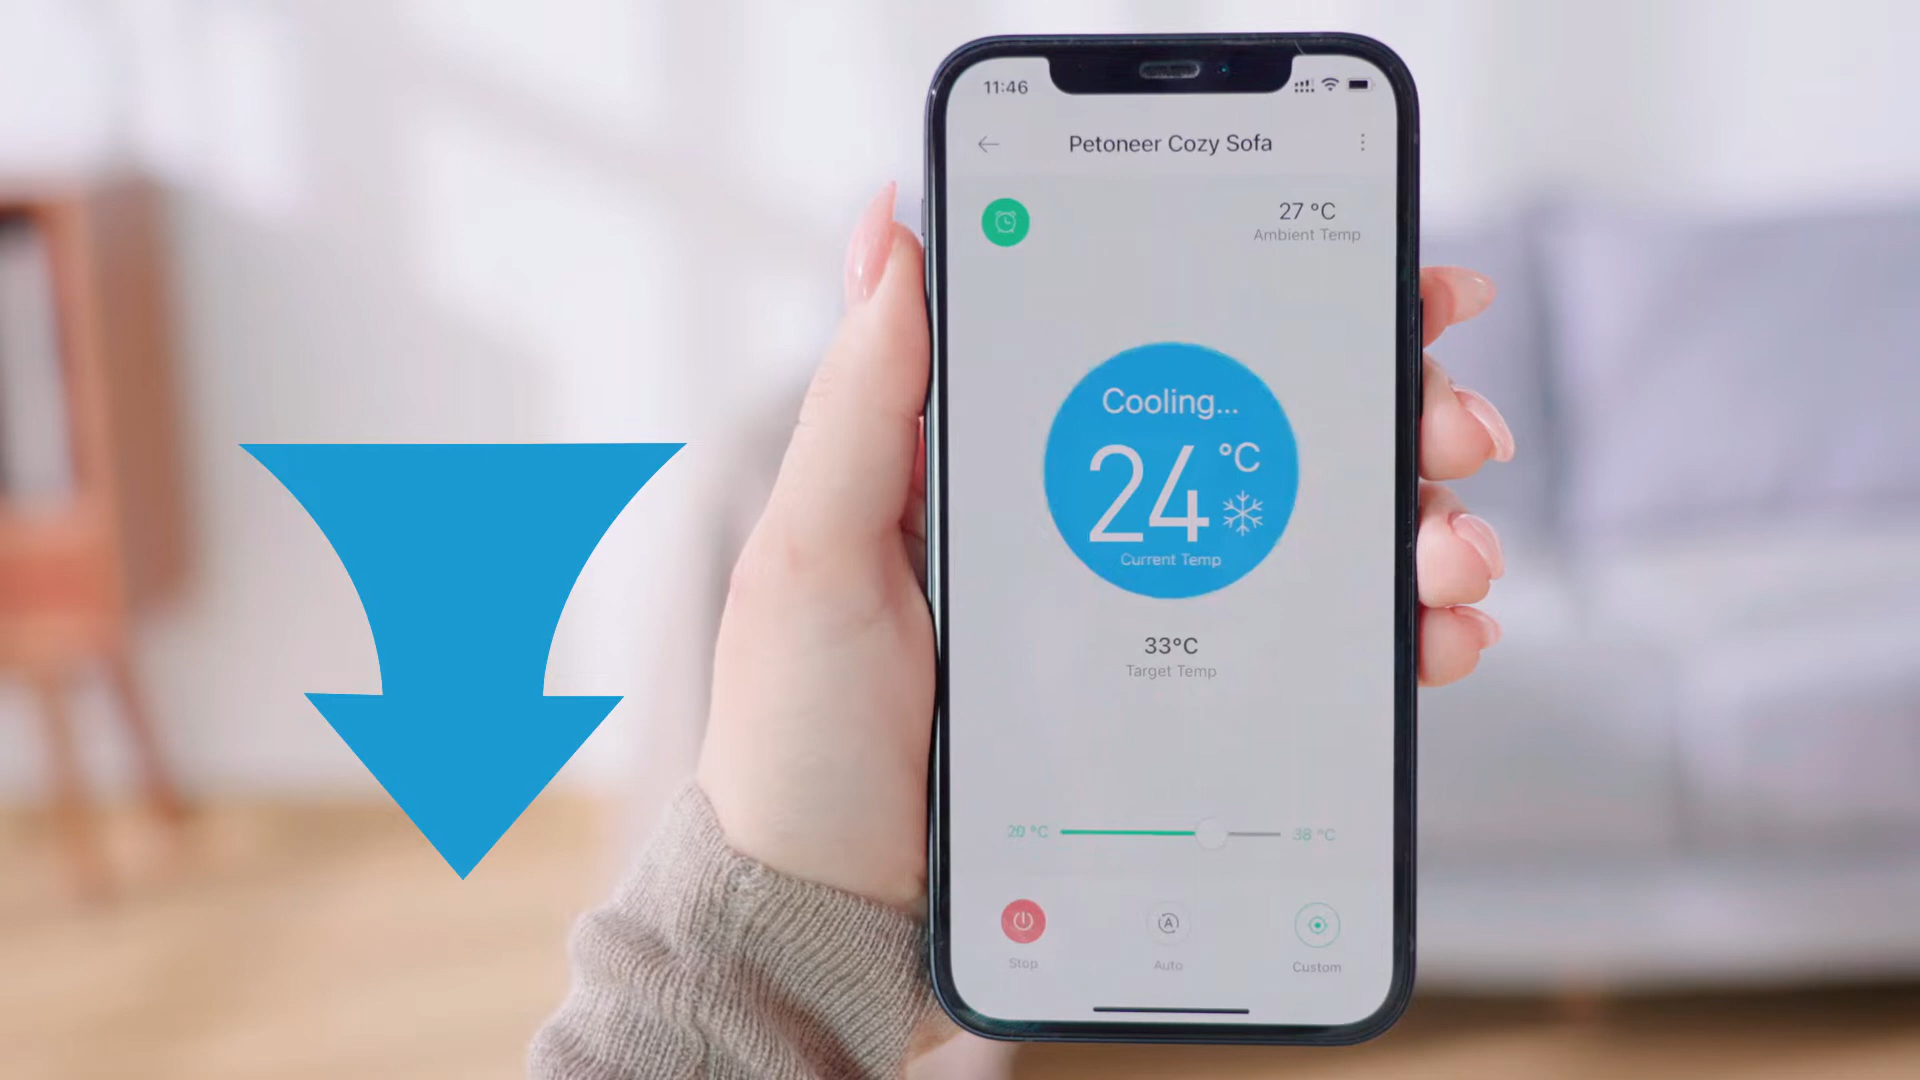 11:46
Petoneer Cozy Sofa
27 °C
Ambient Temp
Cooling...
24 °C
Current Temp
33°C
Target Temp
20 °C
38 °C
Stop
A
Auto
Custom